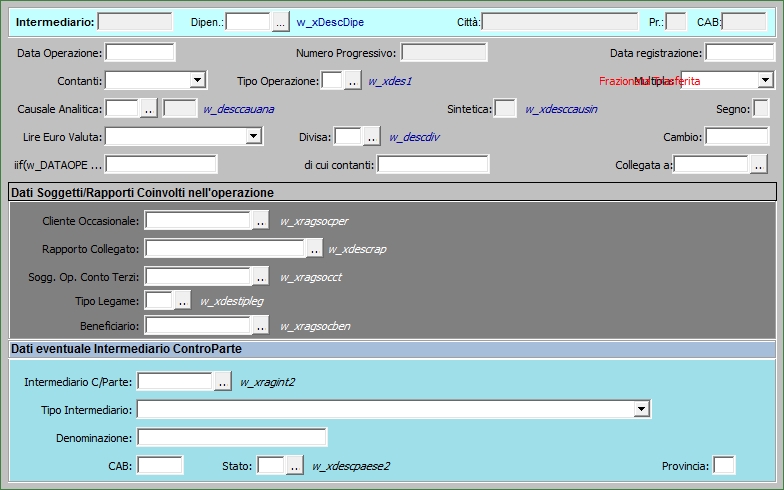 Intermediario: Dipen.: ... w_xDescDipe Città: Pr.: CAB:
Data Operazione: Numero Progressivo: Data registrazione:
Contanti: Tipo Operazione: .. w_xdes1 Frazionata Trasferita Multipla:
Causale Analitica: .. w_desccauana Sintetica: w_xdesccausin Segno:
Lire Euro Valuta: Divisa: .. w_descdiv Cambio:
iif(w_DATAOPE ... di cui contanti: Collegata a: ..
Dati Soggetti/Rapporti Coinvolti nell'operazione
Cliente Occasionale: .. w_xragsocper
Rapporto Collegato: .. w_xdescrap
Sogg. Op. Conto Terzi: .. w_xragsocct
Tipo Legame: .. w_xdestipleg
Beneficiario: .. w_xragsocben
Dati eventuale Intermediario ControParte
Intermediario C/Parte: .. w_xragint2
Tipo Intermediario:
Denominazione:
CAB: Stato: .. w_xdescpaese2 Provincia: